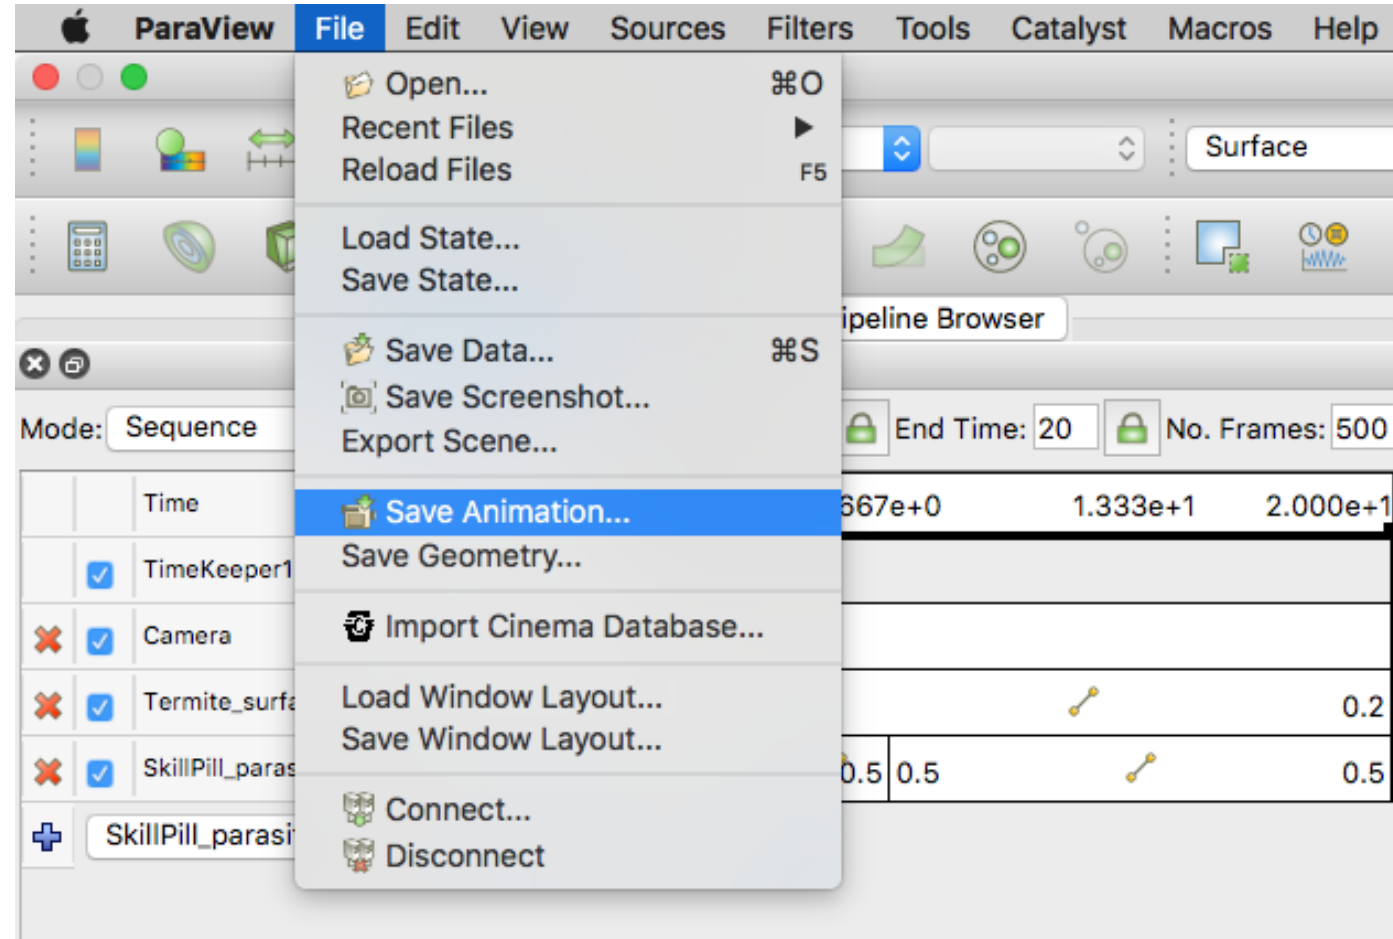 ParaView File Edit View Sources Filters Tools Catalyst Macros Help
Open... ⌘O
Recent Files ▶
Reload Files F5
Surface
Load State...
Save State...
ipeline Browser
Save Data... ⌘S
Save Screenshot...
Export Scene...
Mode: Sequence End Time: 20 No. Frames: 500
Time 667e+0 1.333e+1 2.000e+1
Save Animation...
Save Geometry...
TimeKeeper1
Import Cinema Database...
Camera
Load Window Layout...
Save Window Layout...
Termite_surfa 0.2
SkillPill_paras 0.5 0.5 0.5
SkillPill_parasi
Connect...
Disconnect